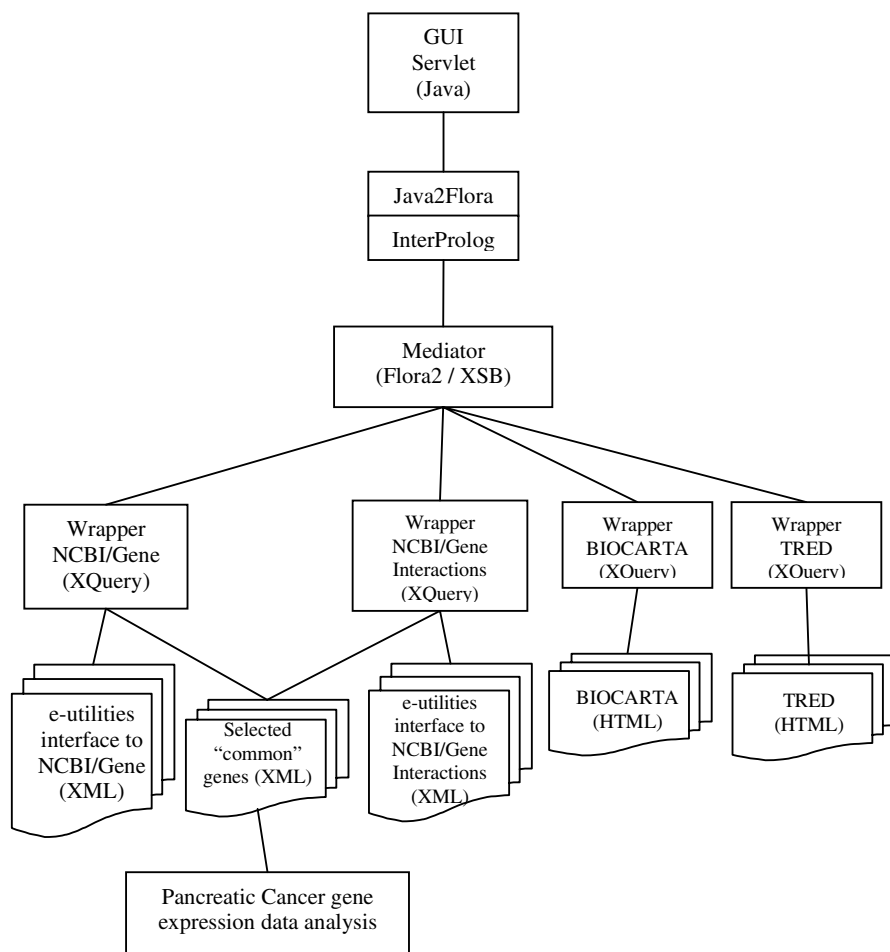 GUI
Servlet
(Java)
Java2Flora
InterProlog
Mediator
(Flora2 / XSB)
Wrapper
NCBI/Gene
(XQuery)
Wrapper
NCBI/Gene
Interactions
(XQuery)
Wrapper
BIOCARTA
(XQuery)
Wrapper
TRED
(XQuery)
e-utilities
interface to
NCBI/Gene
(XML)
Selected
“common”
genes (XML)
e-utilities
interface to
NCBI/Gene
Interactions
(XML)
BIOCARTA
(HTML)
TRED
(HTML)
Pancreatic Cancer gene
expression data analysis